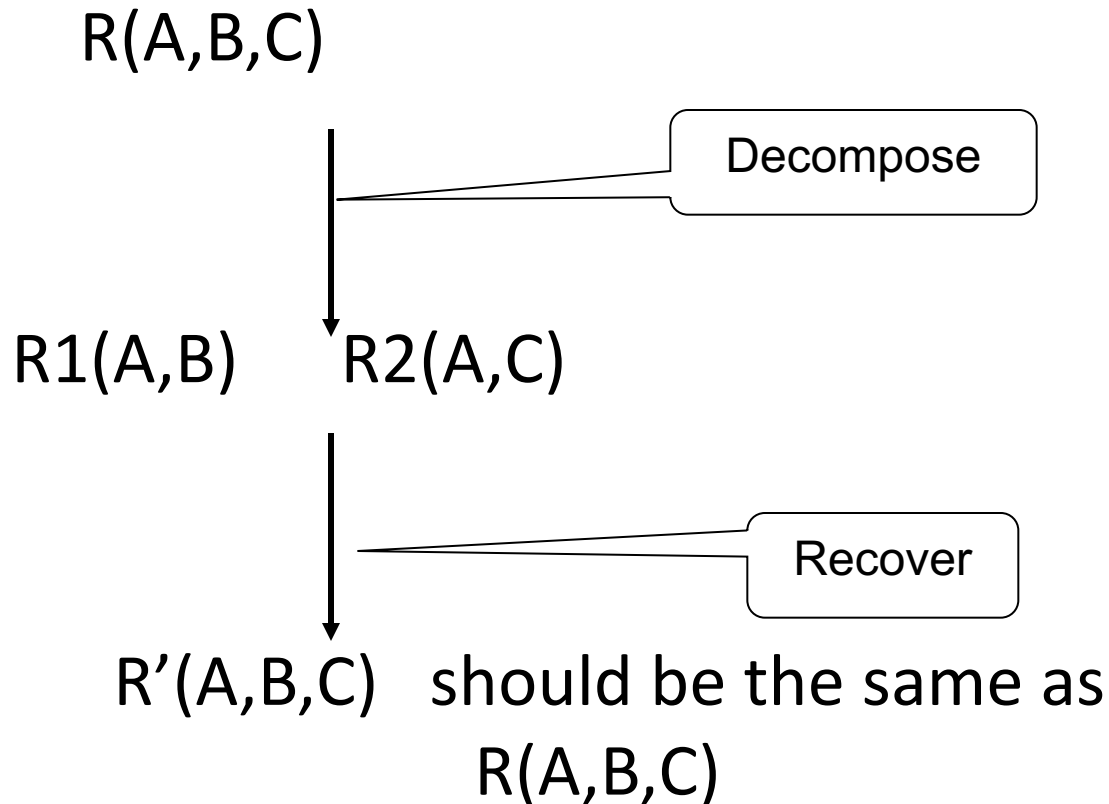 R(A,B,C)
Decompose
R1(A,B) R2(A,C)
Recover
R’(A,B,C) should be the same as
R(A,B,C)